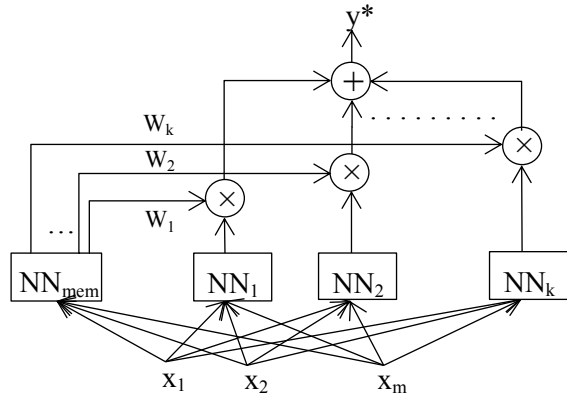 y*
+
. . . . . . . . .
W_k
×
W_2
×
W_1
×
...
NN_mem
NN_1
NN_2
NN_k
x_1
x_2
x_m